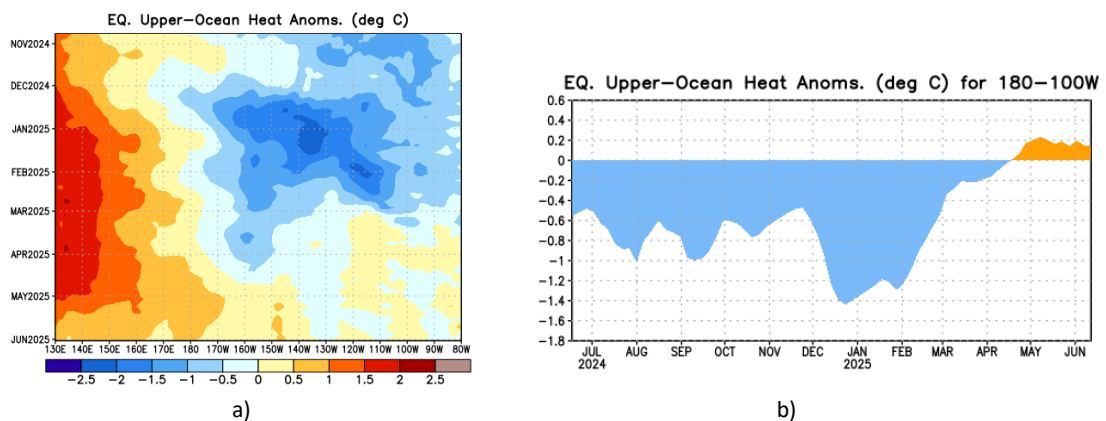 EQ. Upper-Ocean Heat Anoms. (deg C)
NOV2024
DEC2024
JAN2025
FEB2025
MAR2025
APR2025
MAY2025
JUN2025
130E 140E 150E 160E 170E 180 170W 160W 150W 140W 130W 120W 110W 100W 90W 80W
-2.5 -2 -1.5 -1 -0.5 0 0.5 1 1.5 2 2.5
a)
EQ. Upper-Ocean Heat Anoms. (deg C) for 180-100W
0.6
0.4
0.2
0
-0.2
-0.4
-0.6
-0.8
-1
-1.2
-1.4
-1.6
-1.8
JUL AUG SEP OCT NOV DEC JAN FEB MAR APR MAY JUN
2024 2025
b)